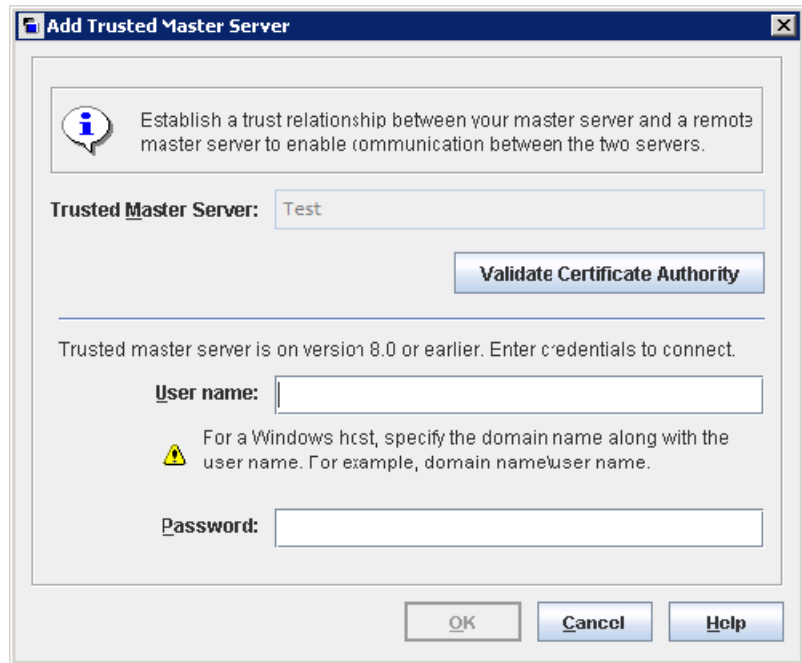 Add Trusted Master Server
Establish a trust relationship between your master server and a remote
master server to enable communication between the two servers.
Trusted Master Server: Test
Validate Certificate Authority
Trusted master server is on version 8.0 or earlier. Enter credentials to connect.
User name:
For a Windows host, specify the domain name along with the
user name. For example, domain name\user name.
Password:
OK Cancel Help